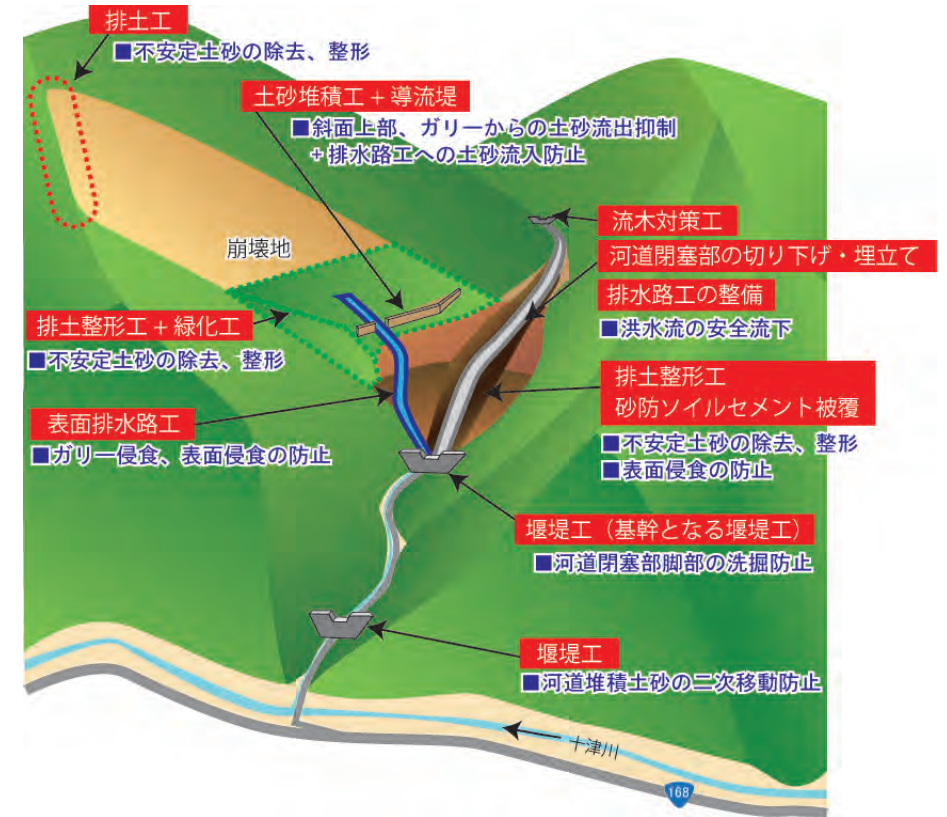 排土工
■不安定土砂の除去、整形
土砂堆積工＋導流堤
■斜面上部、ガリーからの土砂流出抑制
＋排水路工への土砂流入防止
流木対策工
崩壊地
河道閉塞部の切り下げ・埋立て
排水路工の整備
■洪水流の安全流下
排土整形工＋緑化工
■不安定土砂の除去、整形
排土整形工
砂防ソイルセメント被覆
■不安定土砂の除去、整形
■表面侵食の防止
表面排水路工
■ガリー侵食、表面侵食の防止
堰堤工（基幹となる堰堤工）
■河道閉塞部脚部の洗掘防止
堰堤工
■河道堆積土砂の二次移動防止
十津川
168